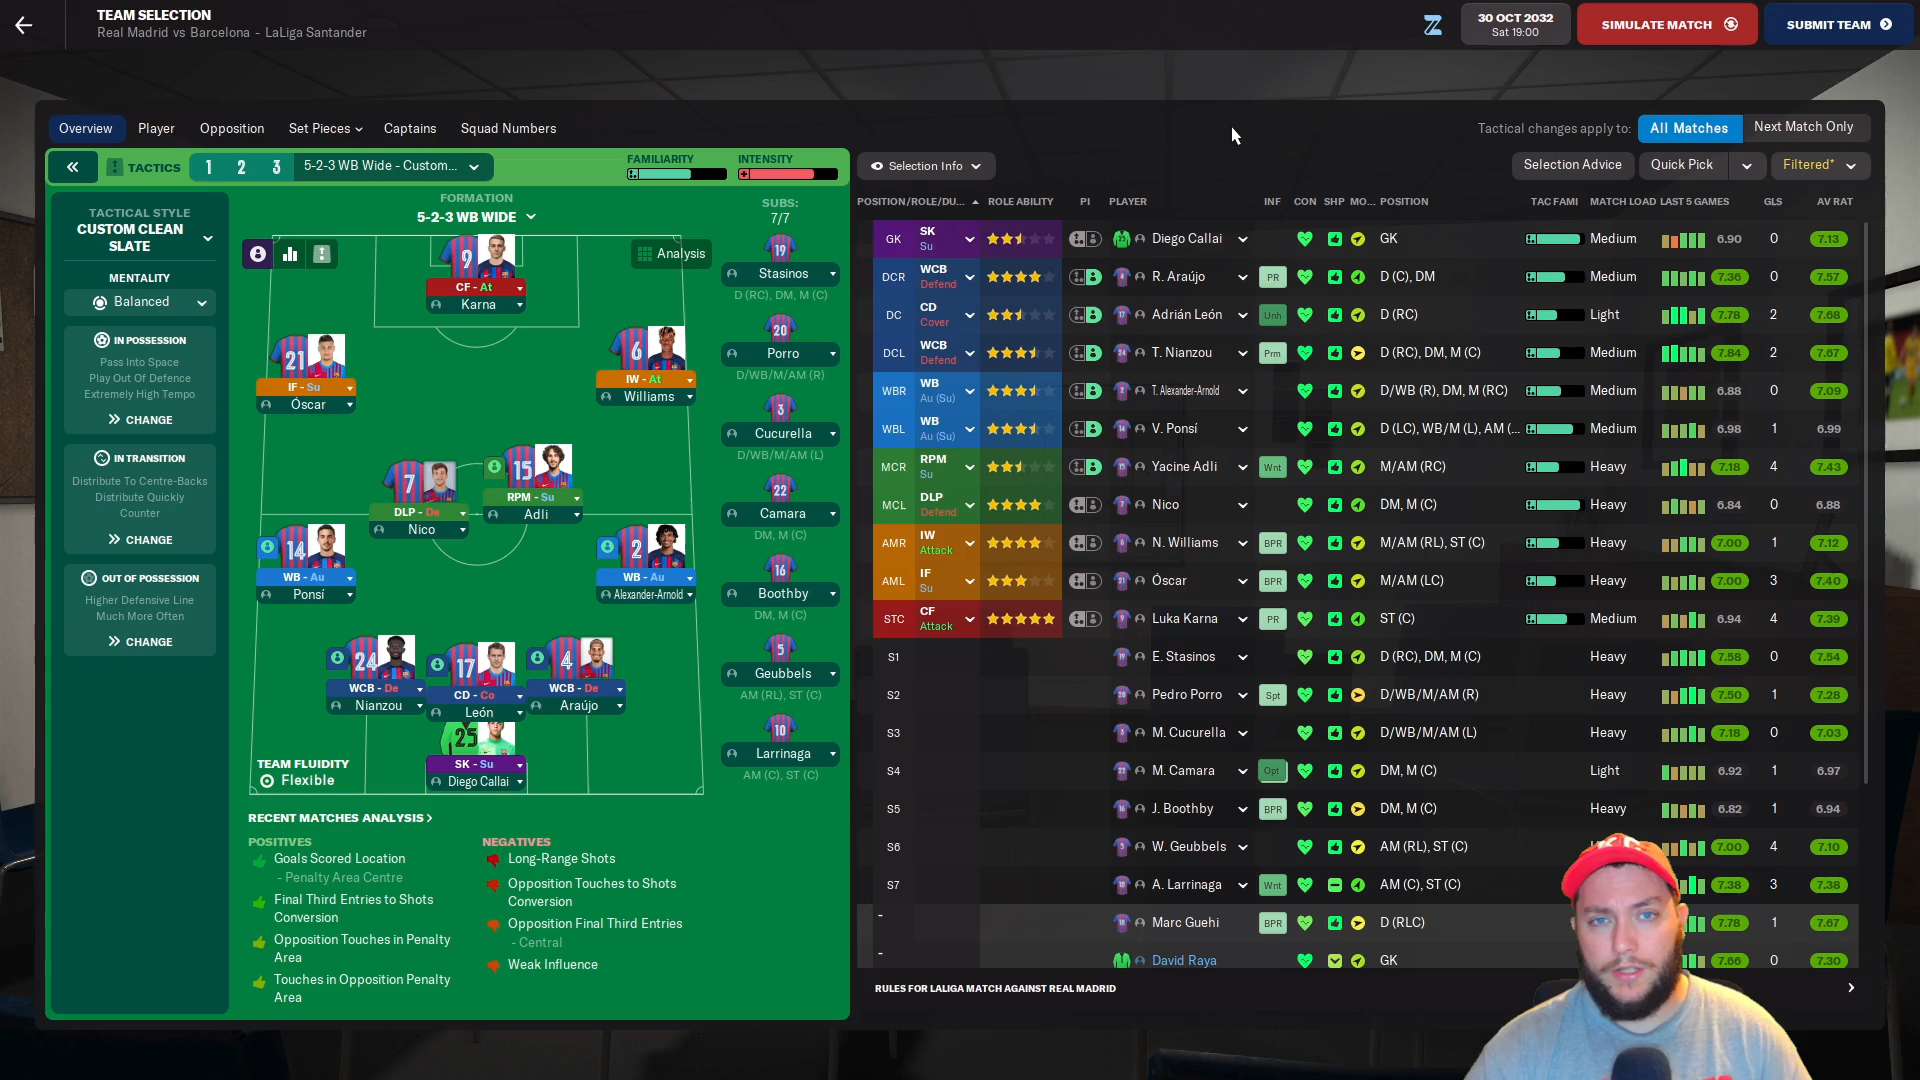 TEAM SELECTION
Real Madrid vs Barcelona - LaLiga Santander
30 OCT 2032
Sat 19:00
SIMULATE MATCH
SUBMIT TEAM
Overview Player Opposition Set Pieces Captains Squad Numbers
Tactical changes apply to: All Matches Next Match Only
TACTICS 1 2 3 5-2-3 WB Wide - Custom...
FAMILIARITY INTENSITY
Selection Info
Selection Advice Quick Pick Filtered*
TACTICAL STYLE
CUSTOM CLEAN
SLATE
MENTALITY
Balanced
IN POSSESSION
Pass Into Space
Play Out Of Defence
Extremely High Tempo
CHANGE
IN TRANSITION
Distribute To Centre-Backs
Distribute Quickly
Counter
CHANGE
OUT OF POSSESSION
Higher Defensive Line
Much More Often
CHANGE
FORMATION
5-2-3 WB WIDE
Analysis
9
CF - At
Karna
21
IF - Su
Óscar
6
IW - At
Williams
7
DLP - De
Nico
15
RPM - Su
Adli
14
WB - Au
Ponsí
2
WB - Au
Alexander-Arnold
24
WCB - De
Nianzou
17
CD - Co
León
4
WCB - De
Araújo
25
SK - Su
Diego Callai
TEAM FLUIDITY
Flexible
SUBS:
7/7
19
Stasinos
D (RC), DM, M (C)
20
Porro
D/WB/M/AM (R)
3
Cucurella
D/WB/M/AM (L)
22
Camara
DM, M (C)
16
Boothby
DM, M (C)
5
Geubbels
AM (RL), ST (C)
10
Larrinaga
AM (C), ST (C)
RECENT MATCHES ANALYSIS >
POSITIVES
Goals Scored Location
- Penalty Area Centre
Final Third Entries to Shots
Conversion
Opposition Touches in Penalty
Area
Touches in Opposition Penalty
Area
NEGATIVES
Long-Range Shots
Opposition Touches to Shots
Conversion
Opposition Final Third Entries
- Central
Weak Influence
POSITION/ROLE/DU... ROLE ABILITY PI PLAYER INF CON SHP MO... POSITION TAC FAMI MATCH LOAD LAST 5 GAMES GLS AV RAT
GK SK Su Diego Callai GK Medium 6.90 0 7.13
DCR WCB Defend R. Araújo PR D (C), DM Medium 7.36 0 7.57
DC CD Cover Adrián León Unh D (RC) Light 7.78 2 7.68
DCL WCB Defend T. Nianzou Prm D (RC), DM, M (C) Medium 7.84 2 7.67
WBR WB Au (Su) T. Alexander-Arnold D/WB (R), DM, M (RC) Medium 6.88 0 7.09
WBL WB Au (Su) V. Ponsí D (LC), WB/M (L), AM (... Medium 6.98 1 6.99
MCR RPM Su Yacine Adli Wnt M/AM (RC) Heavy 7.18 4 7.43
MCL DLP Defend Nico DM, M (C) Heavy 6.84 0 6.88
AMR IW Attack N. Williams BPR M/AM (RL), ST (C) Heavy 7.00 1 7.12
AML IF Su Óscar BPR M/AM (LC) Heavy 7.00 3 7.40
STC CF Attack Luka Karna PR ST (C) Medium 6.94 4 7.39
S1 E. Stasinos D (RC), DM, M (C) Heavy 7.58 0 7.54
S2 Pedro Porro Spt D/WB/M/AM (R) Heavy 7.50 1 7.28
S3 M. Cucurella D/WB/M/AM (L) Heavy 7.18 0 7.03
S4 M. Camara Opt DM, M (C) Light 6.92 1 6.97
S5 J. Boothby BPR DM, M (C) Heavy 6.82 1 6.94
S6 W. Geubbels AM (RL), ST (C) 7.00 4 7.10
S7 A. Larrinaga Wnt AM (C), ST (C) 7.38 3 7.38
- Marc Guehi BPR D (RLC) 7.78 1 7.67
- David Raya GK 7.66 0 7.30
RULES FOR LALIGA MATCH AGAINST REAL MADRID